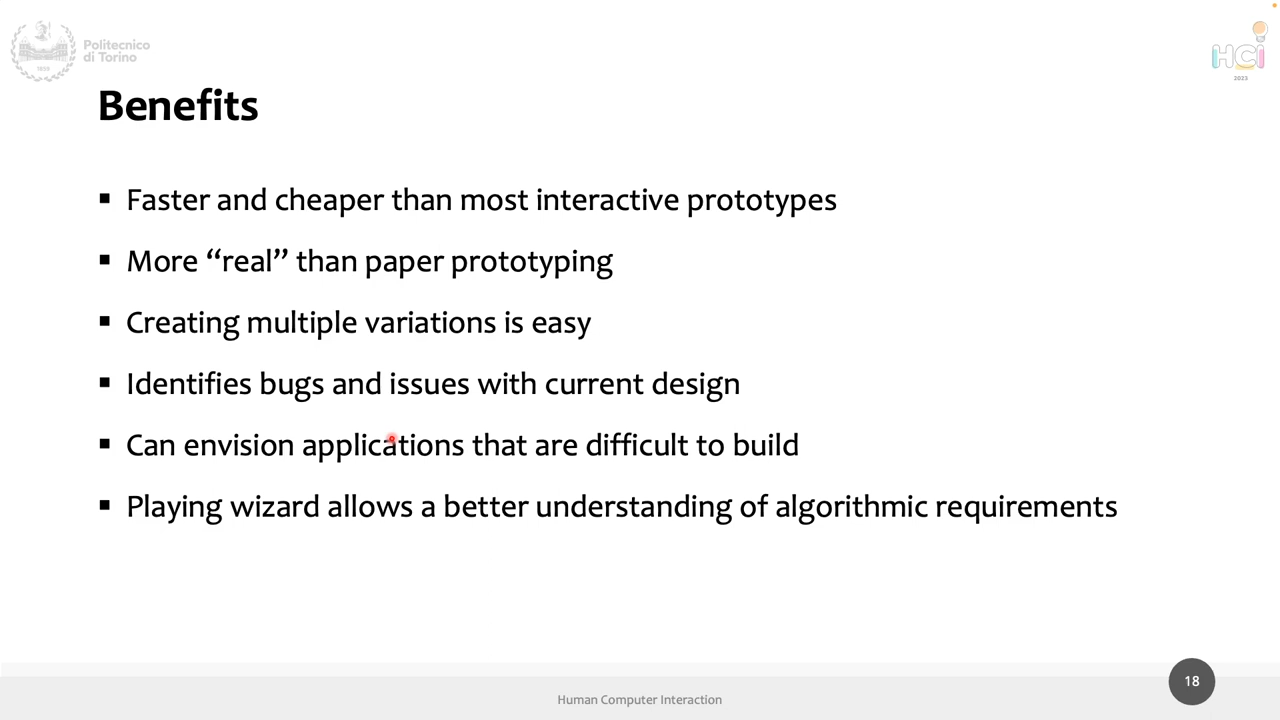 Politecnico
di Torino
1859
HCI
2023
Benefits
▪ Faster and cheaper than most interactive prototypes
▪ More “real” than paper prototyping
▪ Creating multiple variations is easy
▪ Identifies bugs and issues with current design
▪ Can envision applications that are difficult to build
▪ Playing wizard allows a better understanding of algorithmic requirements
Human Computer Interaction
18